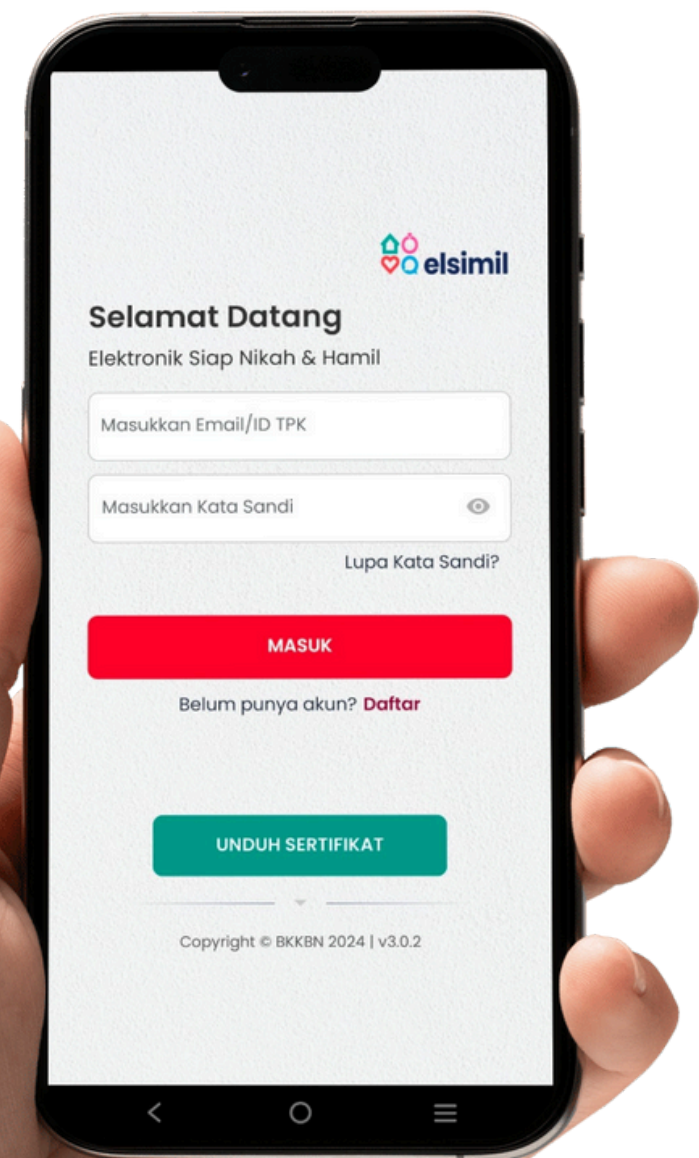 elsimil
Selamat Datang
Elektronik Siap Nikah & Hamil
Masukkan Email/ID TPK
Masukkan Kata Sandi
Lupa Kata Sandi?
MASUK
Belum punya akun? Daftar
UNDUH SERTIFIKAT
Copyright © BKKBN 2024 | v3.0.2